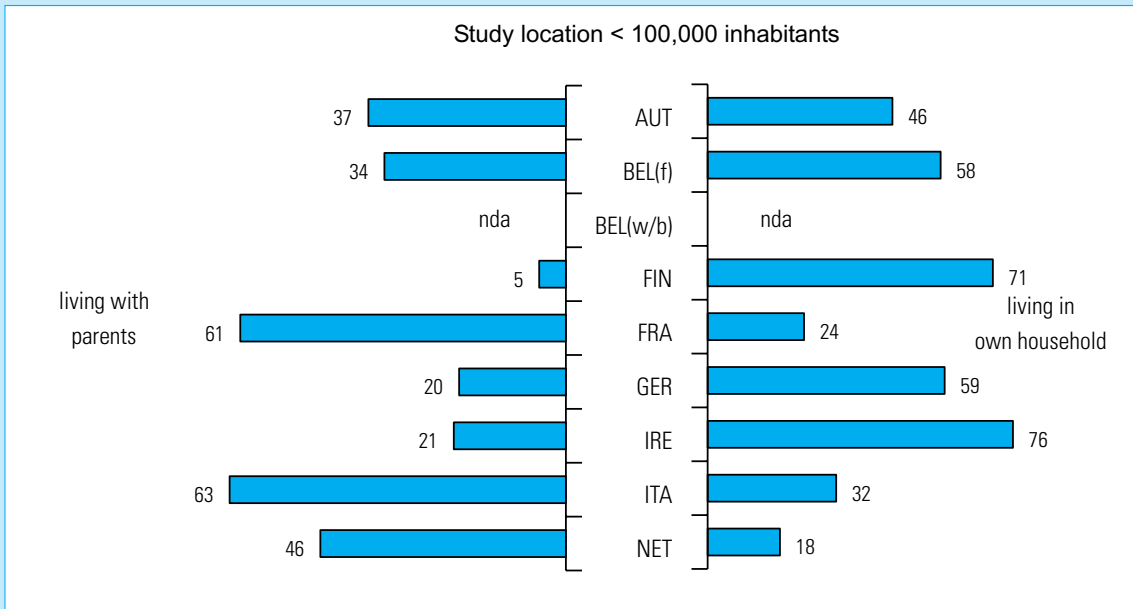 Study location < 100,000 inhabitants
37 AUT 46
34 BEL(f) 58
nda BEL(w/b) nda
5 FIN 71
living with
parents
living in
own household
61 FRA 24
20 GER 59
21 IRE 76
63 ITA 32
46 NET 18